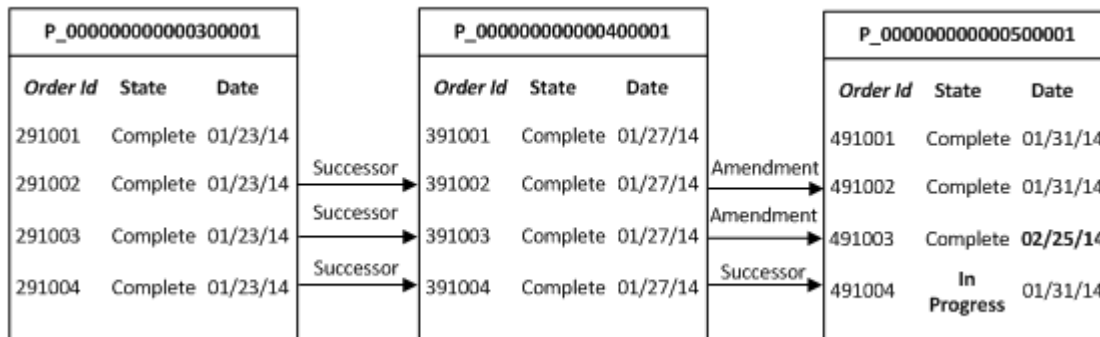 P_000000000000300001
Order Id State Date
291001 Complete 01/23/14
291002 Complete 01/23/14
291003 Complete 01/23/14
291004 Complete 01/23/14
Successor
Successor
Successor
P_000000000000400001
Order Id State Date
391001 Complete 01/27/14
391002 Complete 01/27/14
391003 Complete 01/27/14
391004 Complete 01/27/14
Amendment
Amendment
Successor
P_000000000000500001
Order Id State Date
491001 Complete 01/31/14
491002 Complete 01/31/14
491003 Complete 02/25/14
491004 In Progress 01/31/14